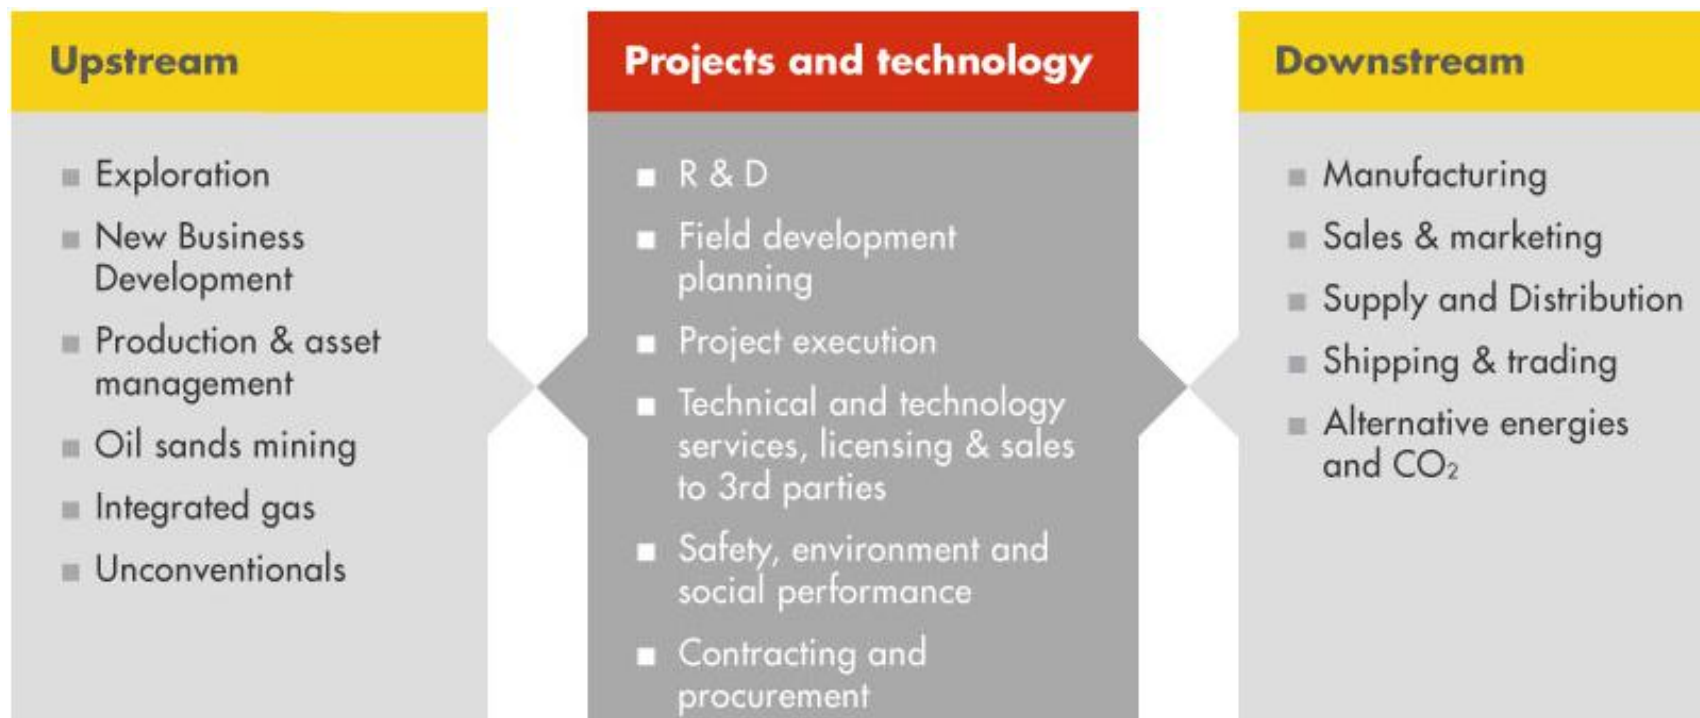 Upstream
Exploration
New Business
Development
Production & asset
management
Oil sands mining
Integrated gas
Unconventionals
Projects and technology
R & D
Field development
planning
Project execution
Technical and technology
services, licensing & sales
to 3rd parties
Safety, environment and
social performance
Contracting and
procurement
Downstream
Manufacturing
Sales & marketing
Supply and Distribution
Shipping & trading
Alternative energies
and CO₂